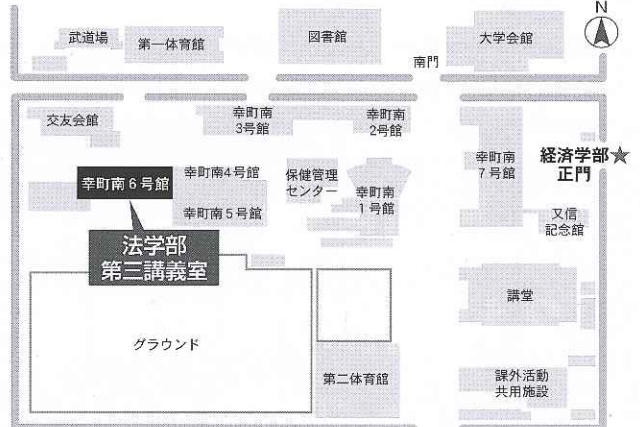 N
武道場
第一体育館
図書館
大学会館
南門
交友会館
幸町南
3号館
幸町南
2号館
幸町南
7号館
経済学部★
正門
幸町南6号館
幸町南4号館
保健管理
センター
幸町南
1号館
幸町南5号館
又信
記念館
法学部
第三講義室
講堂
グラウンド
第二体育館
課外活動
共用施設